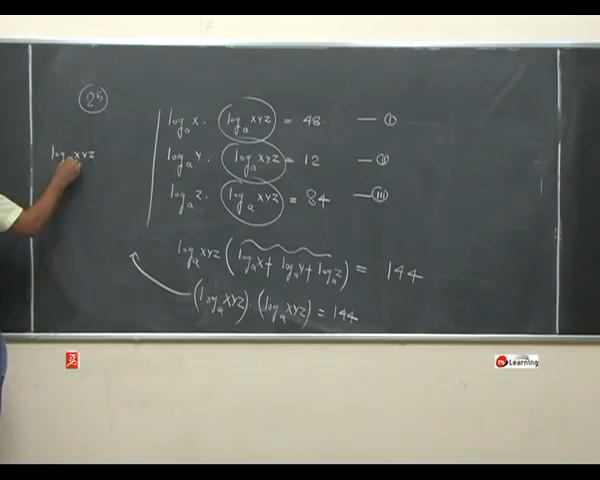 25
log_a x · log_a xyz = 48 — I
log_a y · log_a xyz = 12 — II
log_a z · log_a xyz = 84 — III
log xyz
log_a xyz (log_a x + log_a y + log_a z) = 144
(log_a xyz) · (log_a xyz) = 144
Learning